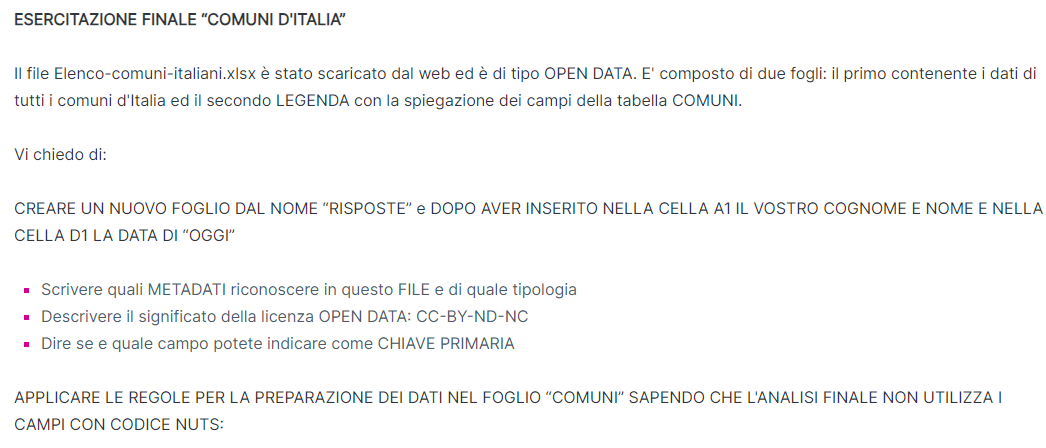 ESERCITAZIONE FINALE “COMUNI D'ITALIA”
Il file Elenco-comuni-italiani.xlsx è stato scaricato dal web ed è di tipo OPEN DATA. E' composto di due fogli: il primo contenente i dati di
tutti i comuni d'Italia ed il secondo LEGENDA con la spiegazione dei campi della tabella COMUNI.
Vi chiedo di:
CREARE UN NUOVO FOGLIO DAL NOME “RISPOSTE” e DOPO AVER INSERITO NELLA CELLA A1 IL VOSTRO COGNOME E NOME E NELLA
CELLA D1 LA DATA DI “OGGI”
Scrivere quali METADATI riconoscere in questo FILE e di quale tipologia
Descrivere il significato della licenza OPEN DATA: CC-BY-ND-NC
Dire se e quale campo potete indicare come CHIAVE PRIMARIA
APPLICARE LE REGOLE PER LA PREPARAZIONE DEI DATI NEL FOGLIO “COMUNI” SAPENDO CHE L'ANALISI FINALE NON UTILIZZA I
CAMPI CON CODICE NUTS: